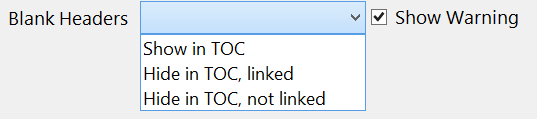 Blank Headers
Show Warning
Show in TOC
Hide in TOC, linked
Hide in TOC, not linked